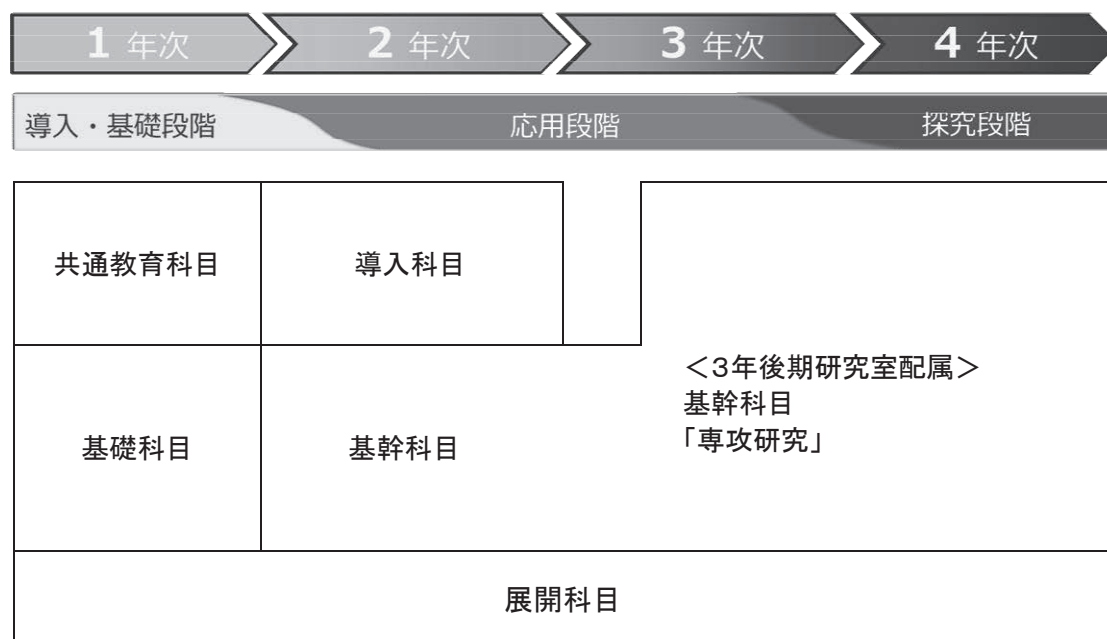 1 年次
2 年次
3 年次
4 年次
導入・基礎段階
応用段階
探究段階
共通教育科目
導入科目
＜３年後期研究室配属＞
基幹科目
「専攻研究」
基礎科目
基幹科目
展開科目